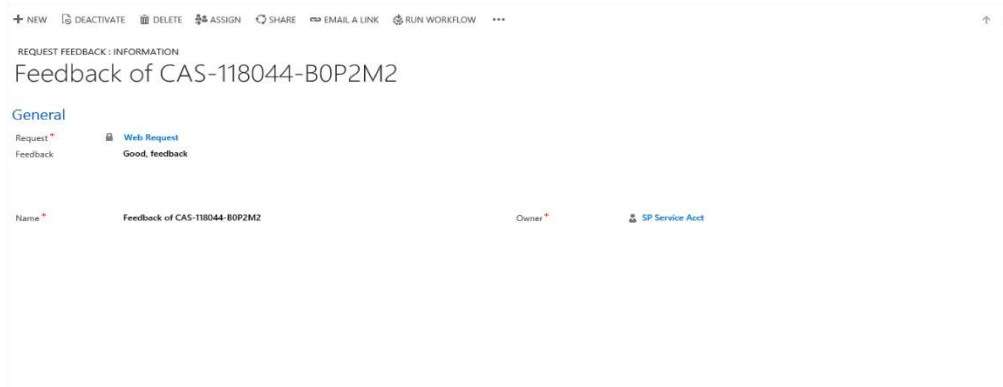 + NEW DEACTIVATE DELETE ASSIGN SHARE EMAIL A LINK RUN WORKFLOW •••
REQUEST FEEDBACK : INFORMATION
Feedback of CAS-118044-B0P2M2
General
Request * Web Request
Feedback Good, feedback
Name * Feedback of CAS-118044-B0P2M2 Owner * SP Service Acct